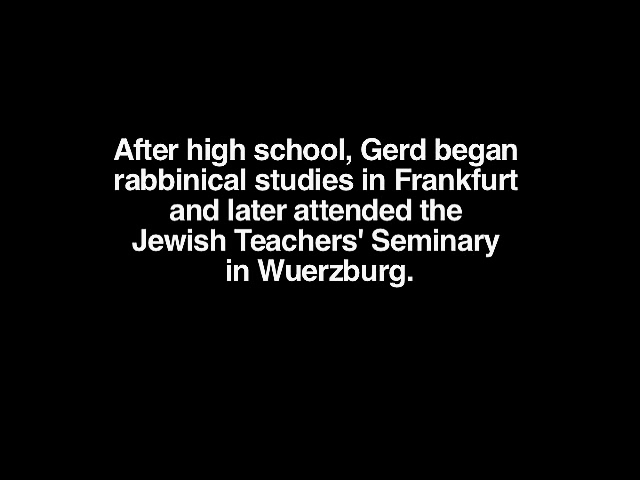 After high school, Gerd began
rabbinical studies in Frankfurt
and later attended the
Jewish Teachers' Seminary
in Wuerzburg.